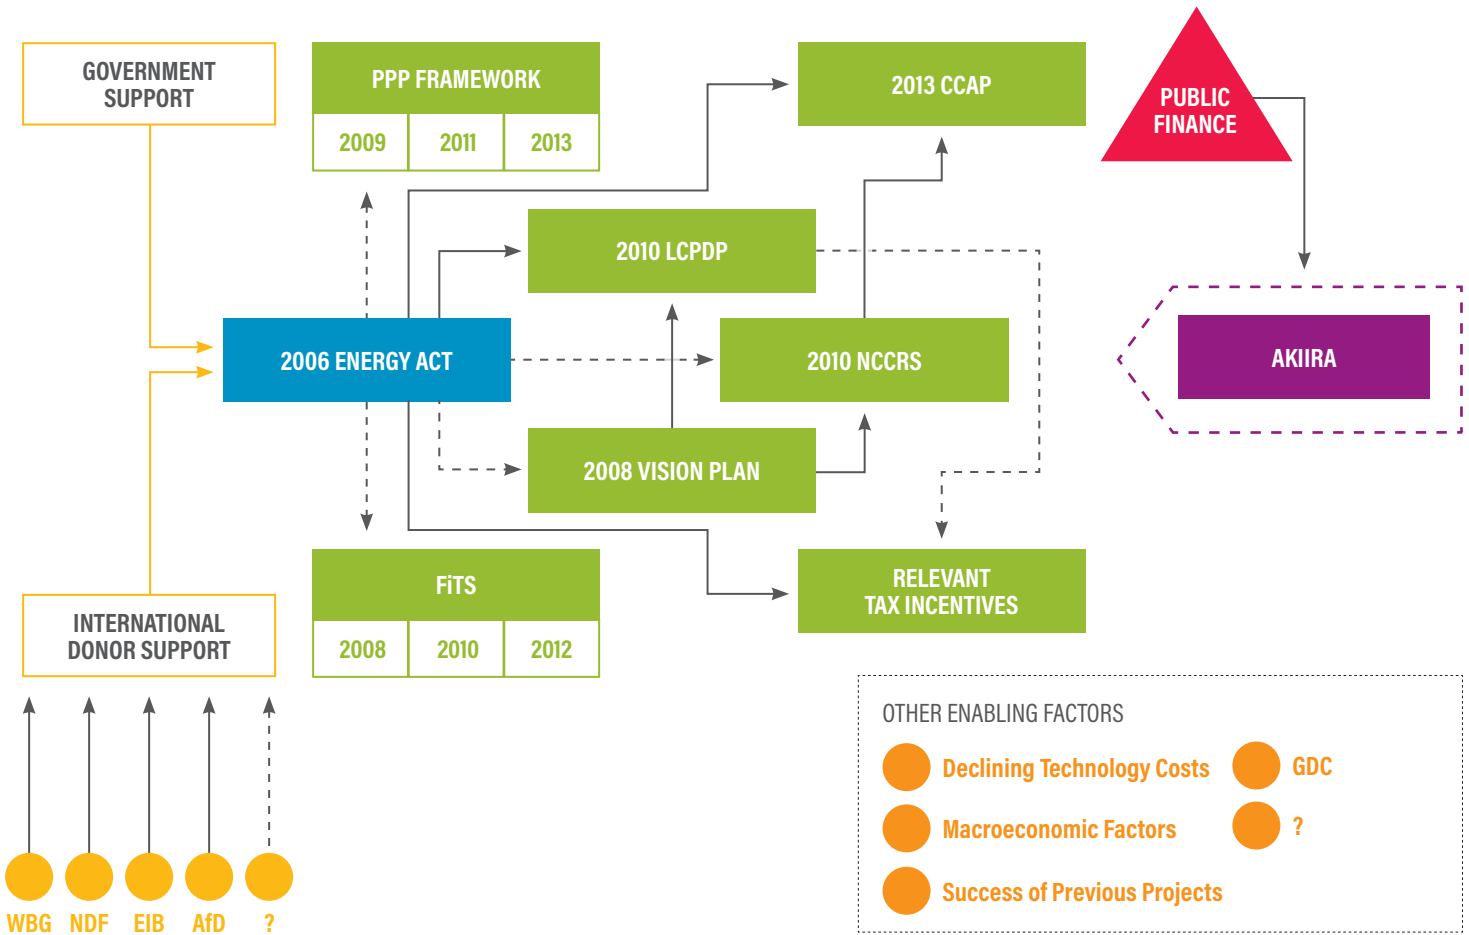 GOVERNMENT
SUPPORT
PPP FRAMEWORK
2009 2011 2013
2013 CCAP
PUBLIC
FINANCE
2010 LCPDP
2006 ENERGY ACT
2010 NCCRS
AKIIRA
2008 VISION PLAN
FiTS
2008 2010 2012
RELEVANT
TAX INCENTIVES
INTERNATIONAL
DONOR SUPPORT
WBG NDF EIB AfD ?
OTHER ENABLING FACTORS
Declining Technology Costs
GDC
Macroeconomic Factors
?
Success of Previous Projects